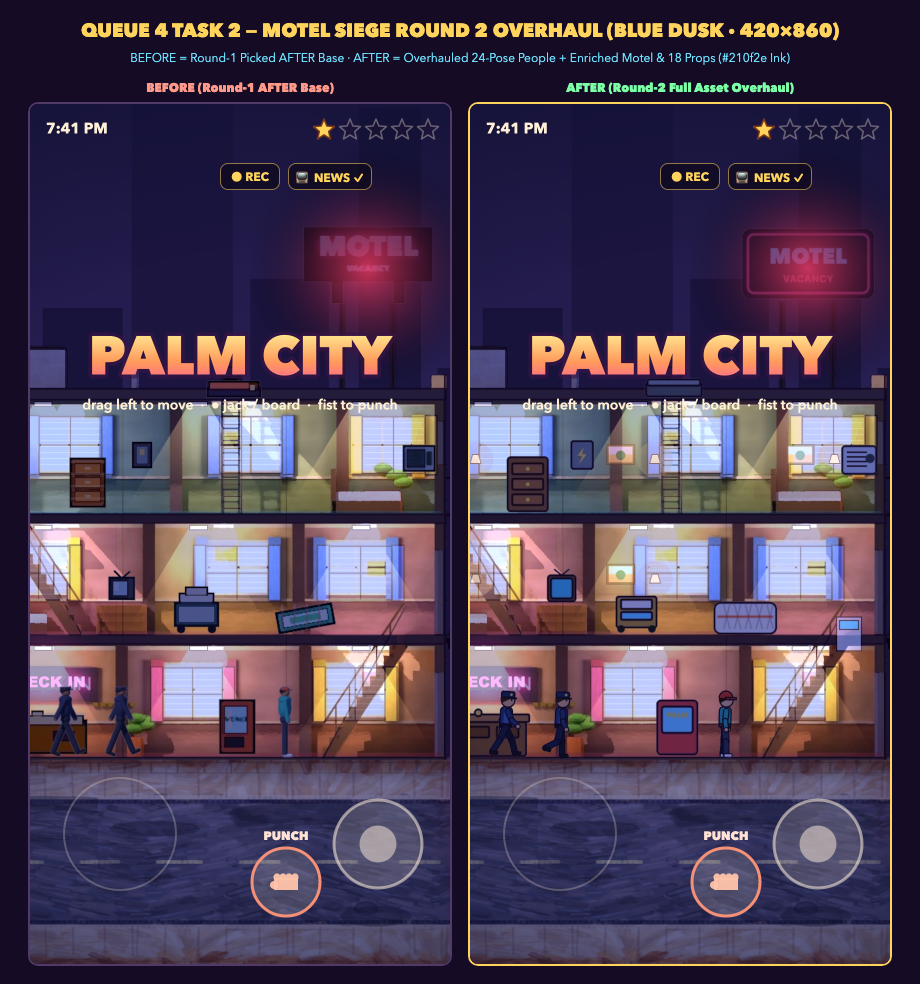 QUEUE 4 TASK 2 – MOTEL SIEGE ROUND 2 OVERHAUL (BLUE DUSK · 420×860)
BEFORE = Round-1 Picked AFTER Base · AFTER = Overhauled 24-Pose People + Enriched Motel & 18 Props (#210f2e Ink)
BEFORE (Round-1 AFTER Base)
7:41 PM
REC
NEWS ✓
MOTEL
VACANCY
PALM CITY
drag left to move · ● jack / board · fist to punch
ECK IN
PUNCH
AFTER (Round-2 Full Asset Overhaul)
7:41 PM
REC
NEWS ✓
MOTEL
VACANCY
PALM CITY
drag left to move · ● jack / board · fist to punch
ECK IN
PUNCH